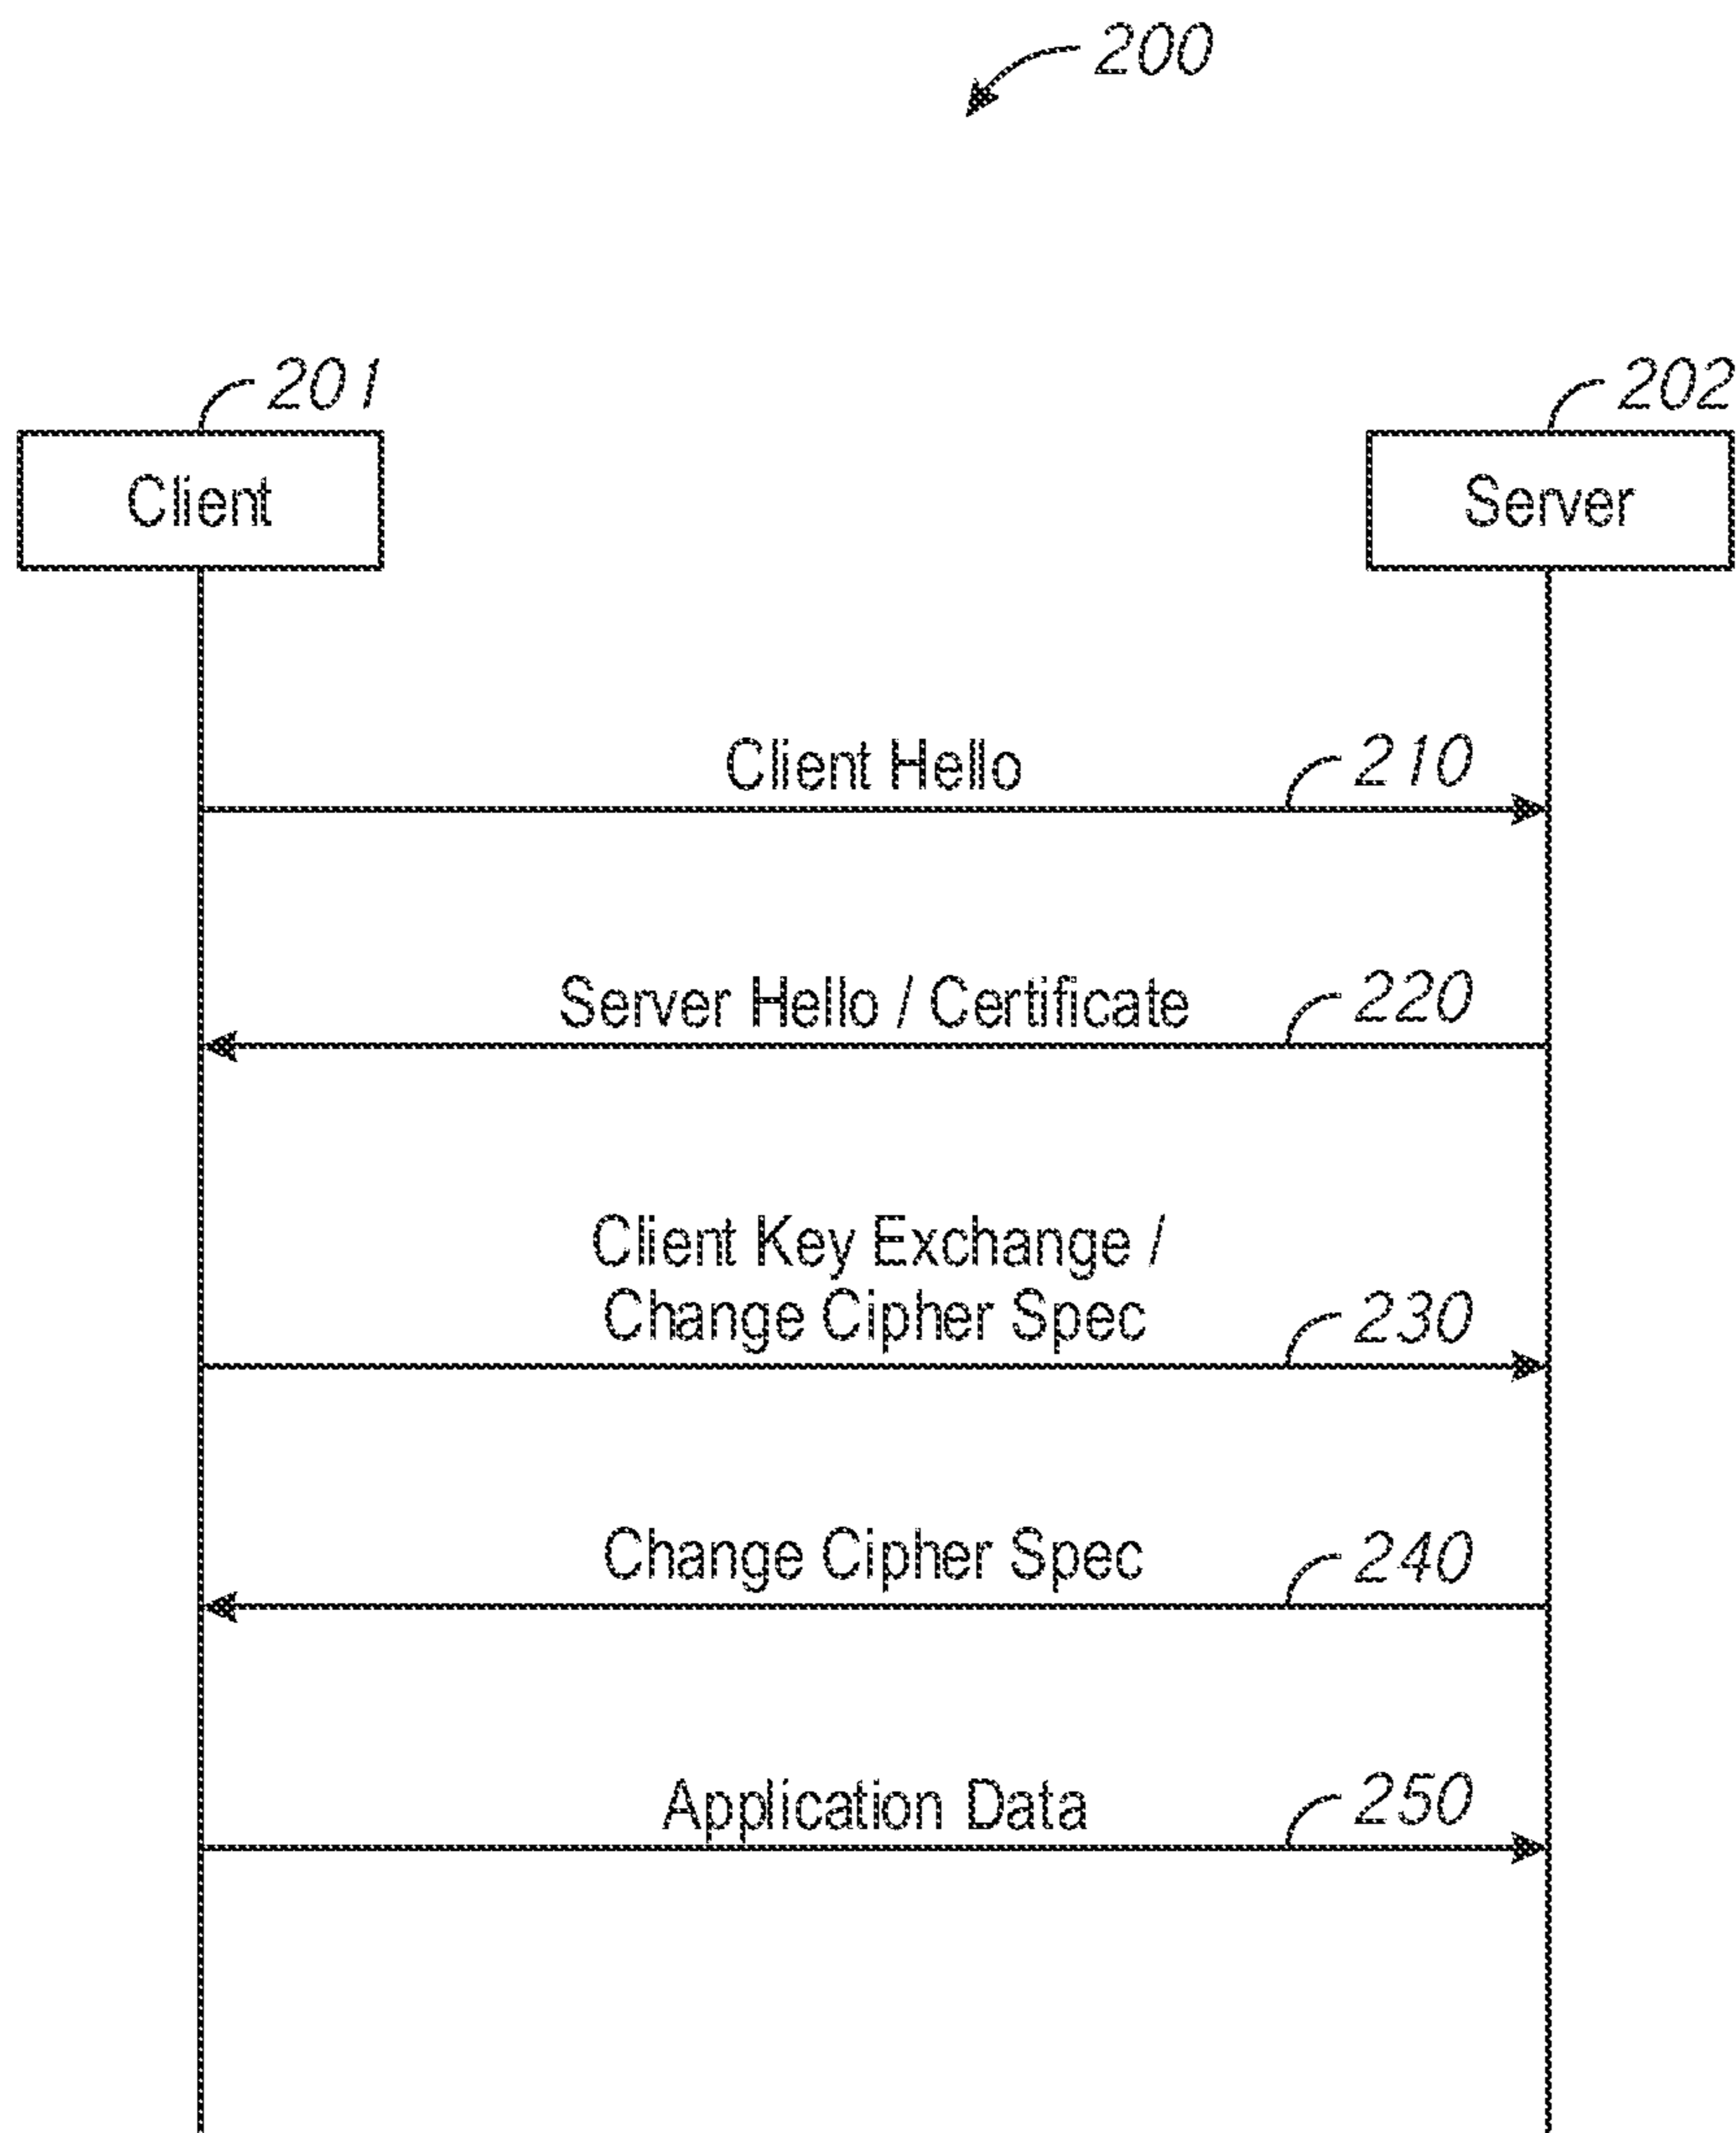 200
201
202
Client
Server
Client Hello
210
Server Hello / Certificate
220
Client Key Exchange /
Change Cipher Spec
230
Change Cipher Spec
240
Application Data
250